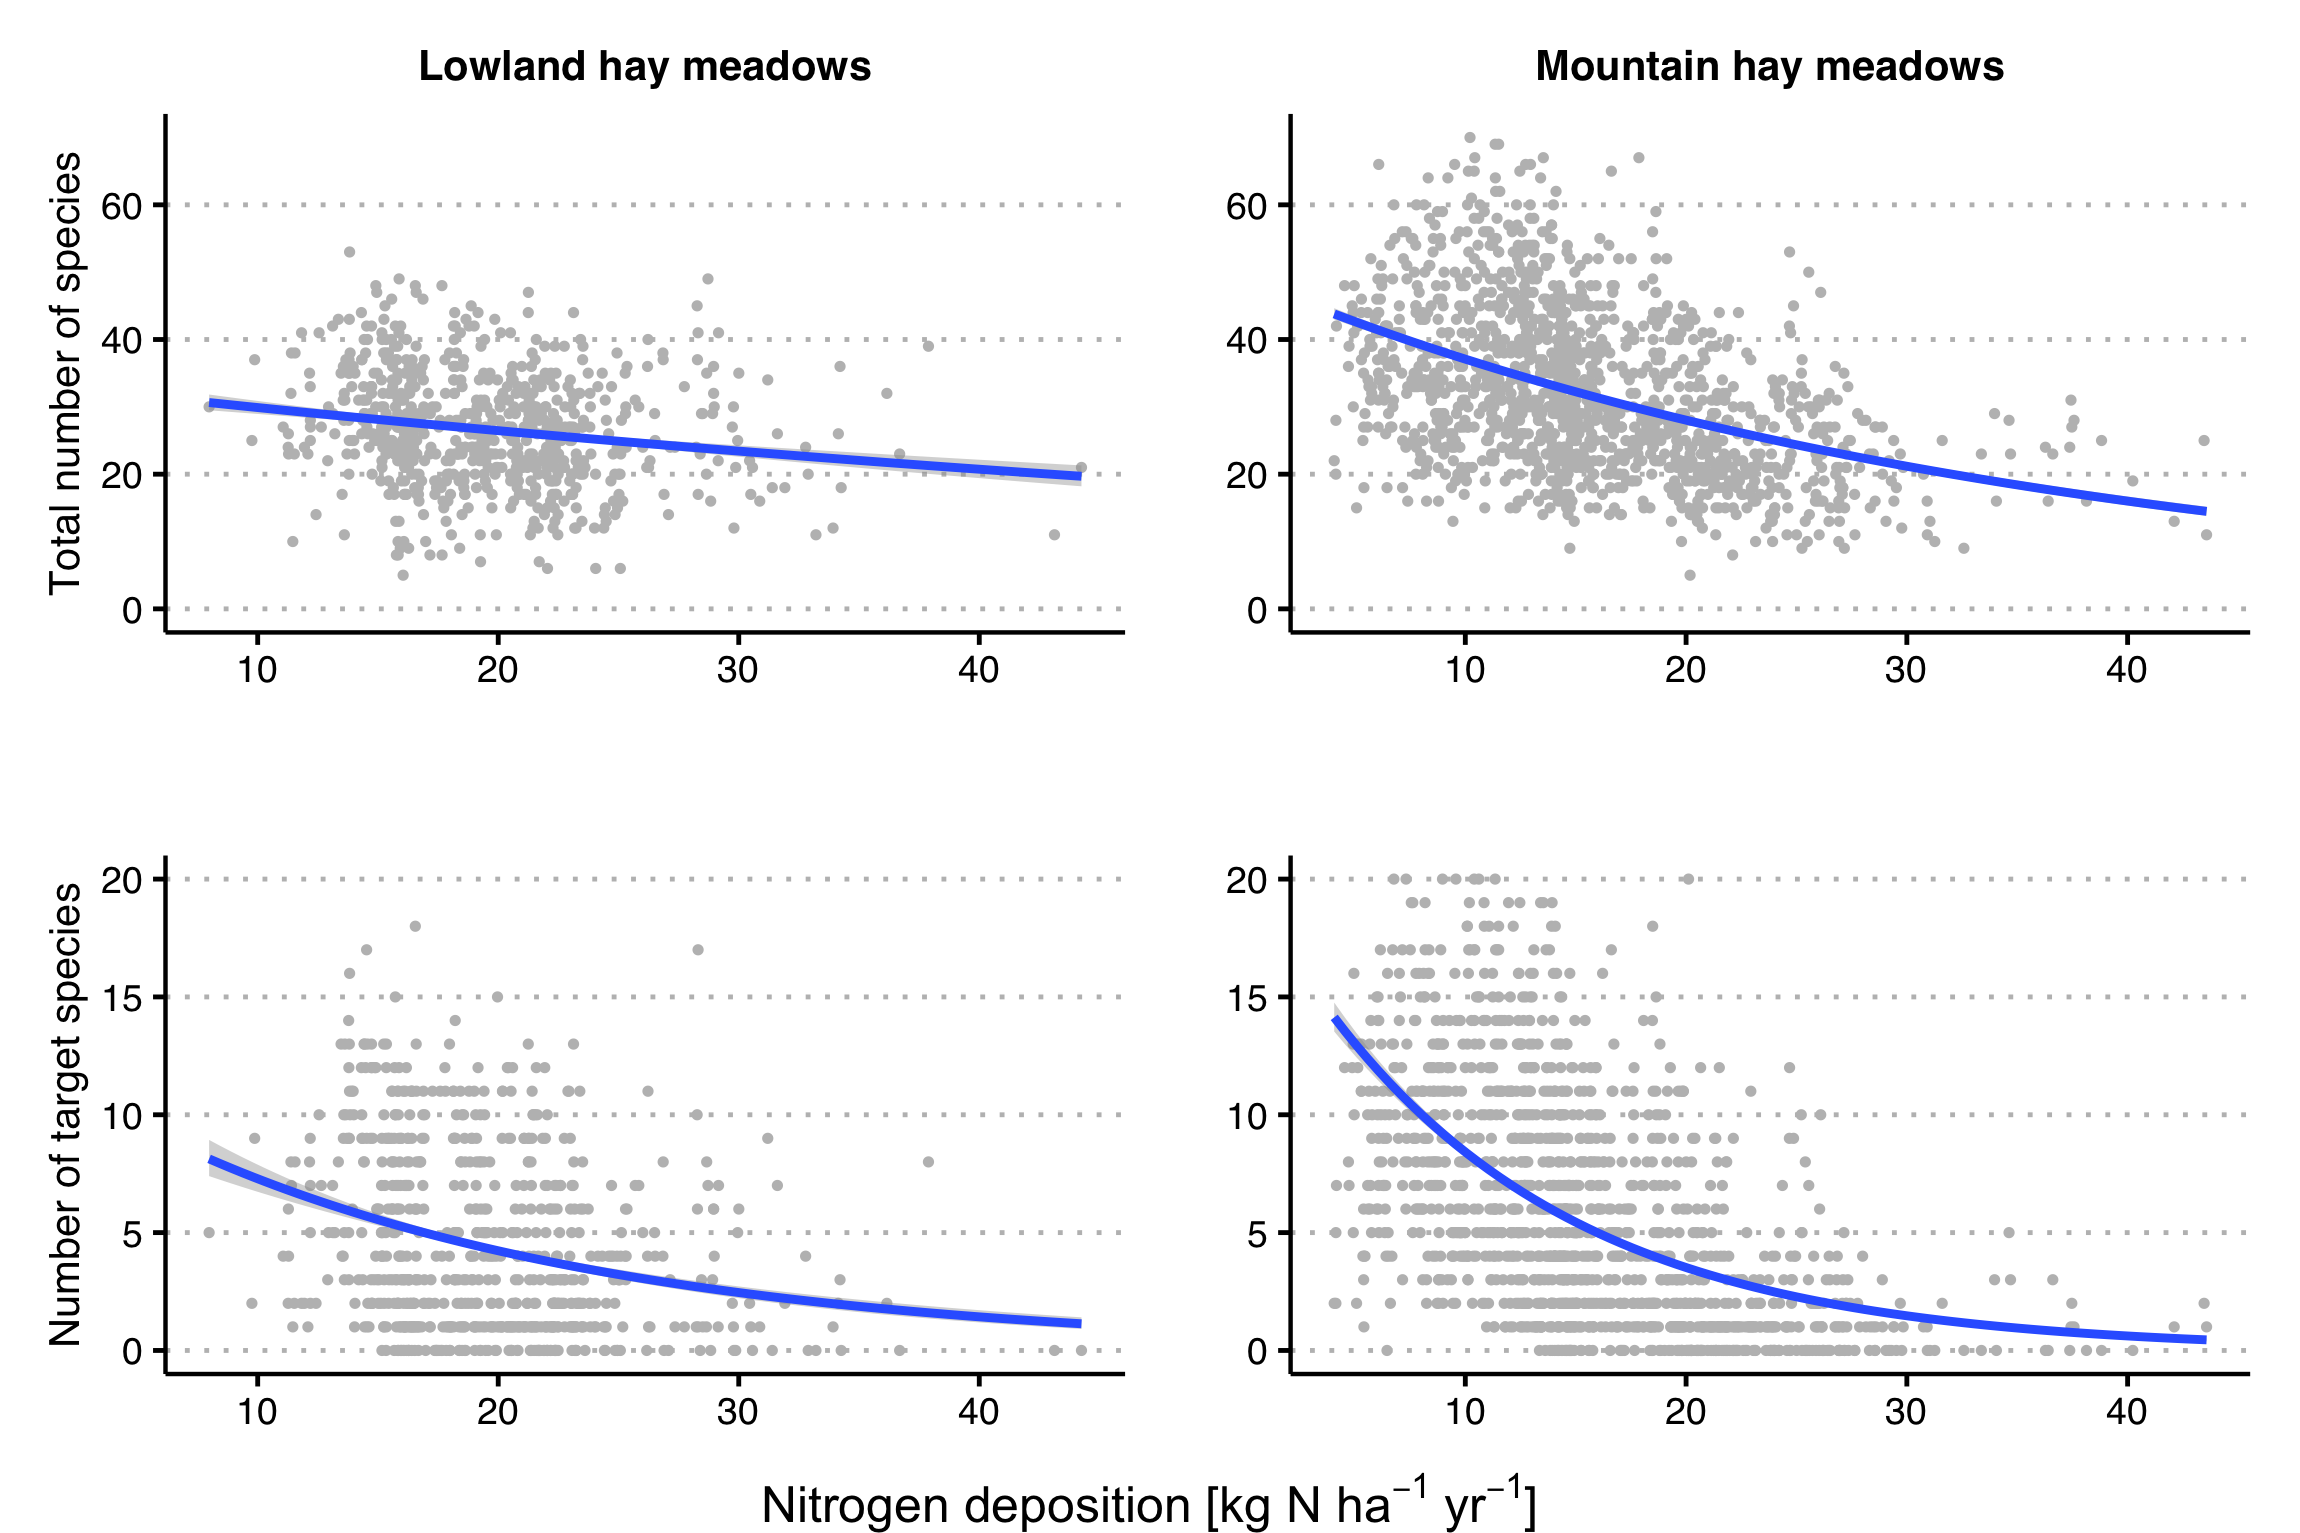 Lowland hay meadows
Mountain hay meadows
Total number of species
60
40
20
0
10 20 30 40
60
40
20
0
10 20 30 40
Number of target species
20
15
10
5
0
10 20 30 40
20
15
10
5
0
10 20 30 40
Nitrogen deposition [kg N ha⁻¹ yr⁻¹]